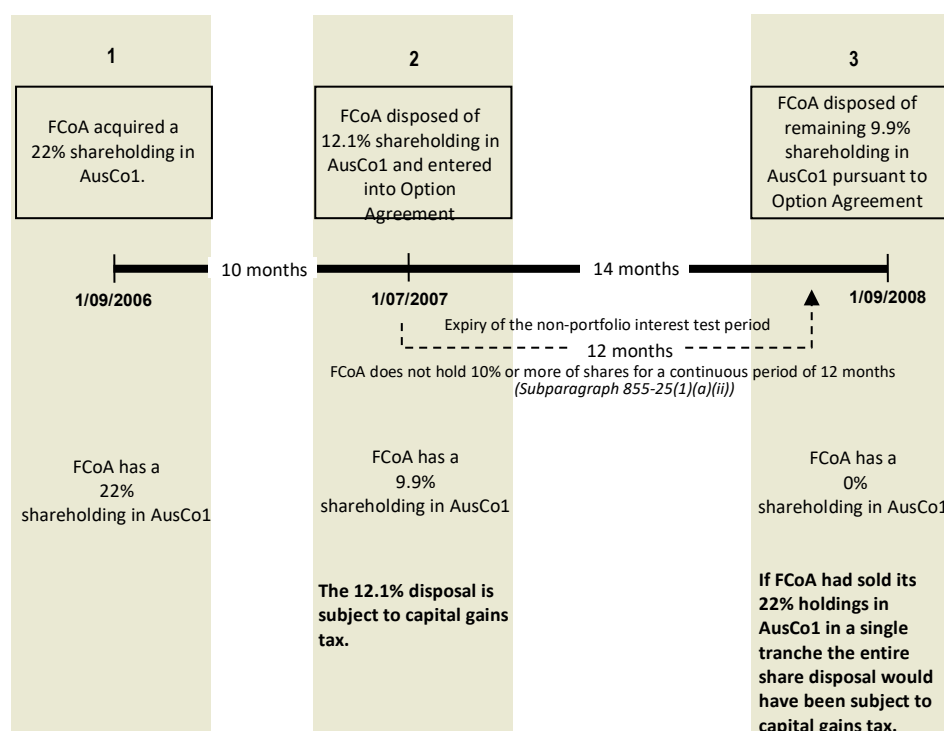 1
2
3
FCoA acquired a
22% shareholding in
AusCo1.
FCoA disposed of
12.1% shareholding in
AusCo1 and entered
into Option
Agreement
FCoA disposed of
remaining 9.9%
shareholding in
AusCo1 pursuant to
Option Agreement
10 months
14 months
1/09/2006
1/07/2007
1/09/2008
Expiry of the non-portfolio interest test period
12 months
FCoA does not hold 10% or more of shares for a continuous period of 12 months
(Subparagraph 855-25(1)(a)(ii))
FCoA has a
22%
shareholding in AusCo1
FCoA has a
9.9%
shareholding in AusCo1
FCoA has a
0%
shareholding in AusCo1
The 12.1% disposal is
subject to capital gains
tax.
If FCoA had sold its
22% holdings in
AusCo1 in a single
tranche the entire
share disposal would
have been subject to
capital gains tax.